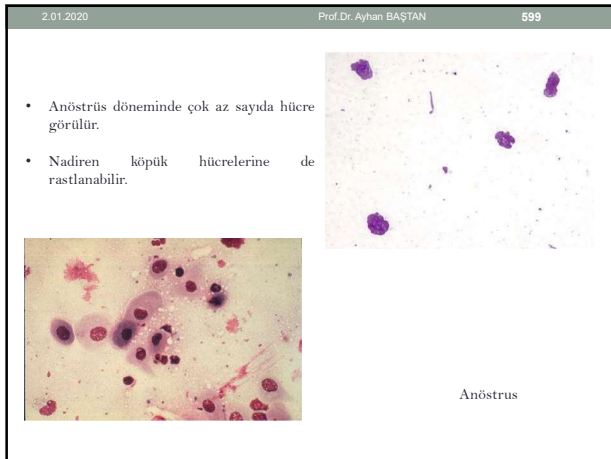 2.01.2020 Prof.Dr. Ayhan BAŞTAN 599
• Anöstrüs döneminde çok az sayıda hücre
görülür.
• Nadiren köpük hücrelerine de
rastlanabilir.
Anöstrus